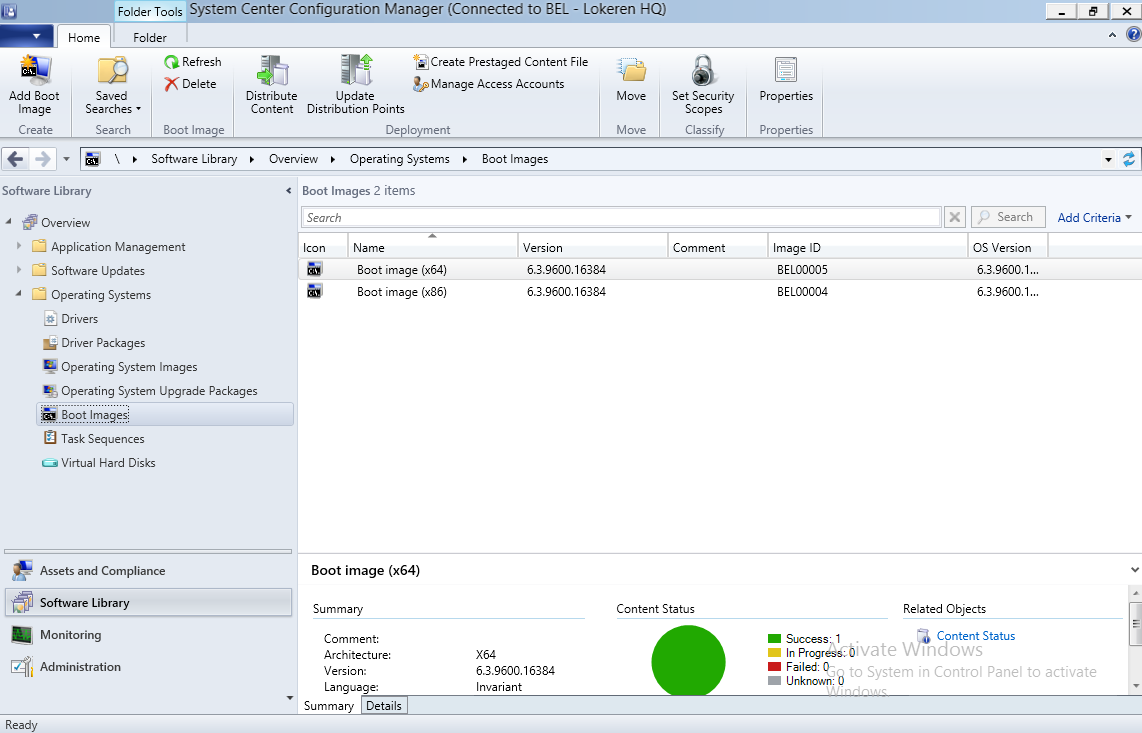 Folder Tools System Center Configuration Manager (Connected to BEL - Lokeren HQ)
Home Folder
Add Boot Image
Saved Searches
Refresh
Delete
Distribute Content
Update Distribution Points
Create Prestaged Content File
Manage Access Accounts
Move
Set Security Scopes
Properties
Create Search Boot Image Deployment Move Classify Properties
\ Software Library Overview Operating Systems Boot Images
Software Library
Overview
Application Management
Software Updates
Operating Systems
Drivers
Driver Packages
Operating System Images
Operating System Upgrade Packages
Boot Images
Task Sequences
Virtual Hard Disks
Assets and Compliance
Software Library
Monitoring
Administration
Boot Images 2 items
Search Search Add Criteria
Icon Name Version Comment Image ID OS Version
Boot image (x64) 6.3.9600.16384 BEL00005 6.3.9600.1...
Boot image (x86) 6.3.9600.16384 BEL00004 6.3.9600.1...
Boot image (x64)
Summary
Comment:
Architecture: X64
Version: 6.3.9600.16384
Language: Invariant
Content Status
Success: 1
In Progress: 0
Failed: 0
Unknown: 0
Related Objects
Content Status
Activate Windows
Go to System in Control Panel to activate
Windows.
Summary Details
Ready